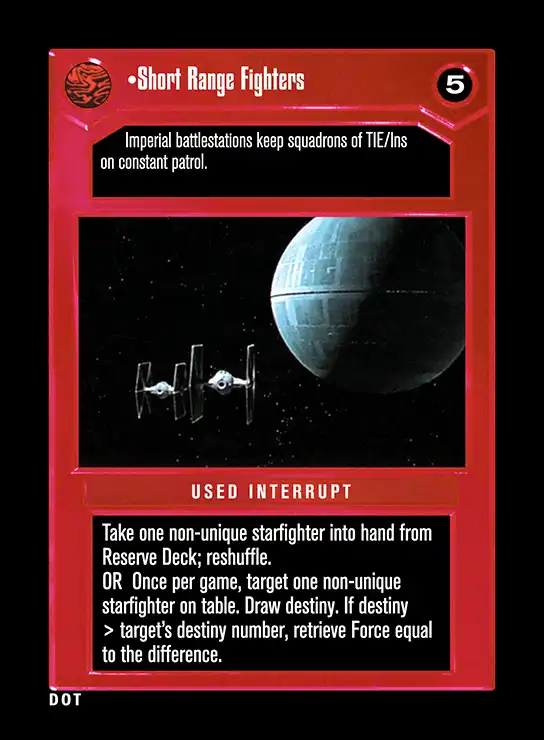 •Short Range Fighters
5
Imperial battlestations keep squadrons of TIE/lns
on constant patrol.
USED INTERRUPT
Take one non-unique starfighter into hand from
Reserve Deck; reshuffle.
OR Once per game, target one non-unique
starfighter on table. Draw destiny. If destiny
> target's destiny number, retrieve Force equal
to the difference.
DOT